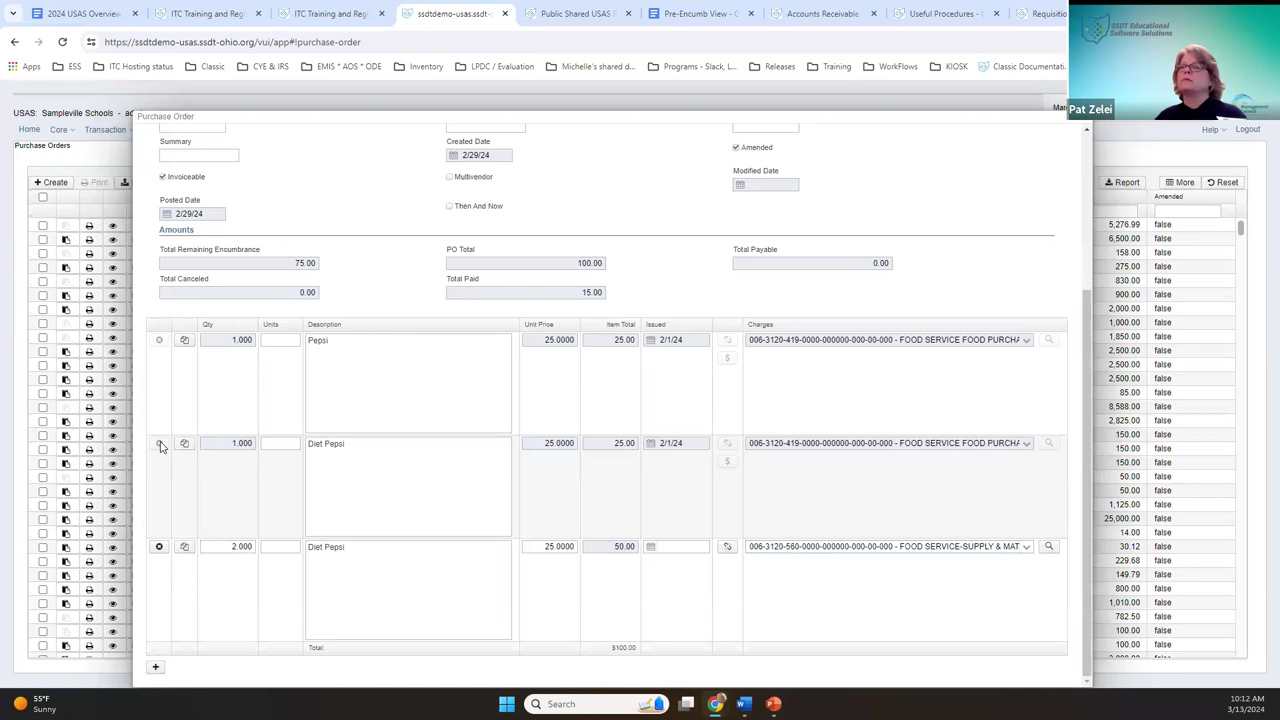 2024 USAS Overview
ITC Training and Re
ITC Training and Reg
ssdtdemo-usas.ssdt-
Public Shared USAS
Pre-Encumb View -
Accounts Receivable
Useful Procedures -
Requisitio
https://ssdtdemo-usas.ssdt-ohio.org/vui/app#!purchase-order
Apps
ESS
ITC Hosting status
Classic
CYE & IRS
EMIS * AOS * ODE
Inventory
LPDC / Evaluation
Michelle's shared d...
Programs - Slack, L...
Releases
Training
WorkFlows
KIOSK
Classic Documentati
SSDT Educational
Software Solutions
Management
Pat Zelei
USAS: Sampleville Schools - a
Mar
Home
Core
Transaction
Help
Logout
Purchase Orders
Purchase Order
Create
Print
Report
More
Reset
Amended
Summary
Created Date
2/29/24
Amended
Invoiceable
Multivendor
Modified Date
Posted Date
2/29/24
Then And Now
Amounts
Total Remaining Encumbrance
PO Total
Total Payable
75.00
100.00
0.00
Total Canceled
Total Paid
0.00
15.00
Qty
Units
Description
Unit Price
Item Total
Issued
Charges
1.000
Pepsi
25.0000
25.00
2/1/24
006-3120-419-0000-000000-000-00-000 - FOOD SERVICE FOOD PURCHA
$
1.000
Diet Pepsi
25.0000
25.00
2/1/24
006-3120-419-0000-000000-000-00-000 - FOOD SERVICE FOOD PURCHA
$
2.000
Diet Pepsi
25.0000
50.00
006-3120-560-0000-000000-000-00-000 - FOOD SERVICE-SUPPLY & MAT
Total:
$100.00
+
5,276.99 false
6,500.00 false
158.00 false
275.00 false
830.00 false
900.00 false
2,000.00 false
1,000.00 false
1,850.00 false
2,500.00 false
2,500.00 false
2,500.00 false
85.00 false
8,588.00 false
2,825.00 false
150.00 false
150.00 false
150.00 false
50.00 false
50.00 false
1,125.00 false
25,000.00 false
14.00 false
30.12 false
229.68 false
149.79 false
800.00 false
1,010.00 false
782.50 false
100.00 false
100.00 false
55°F
Sunny
Search
10:12 AM
3/13/2024